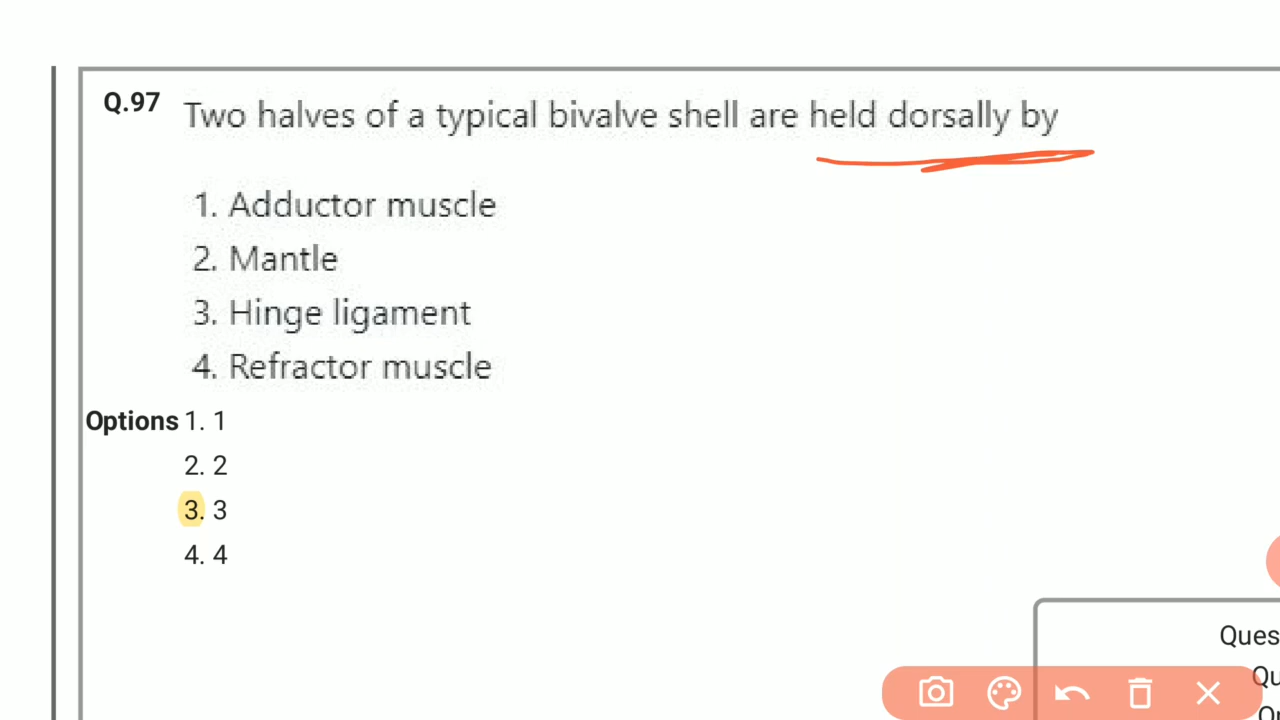 Q.97 Two halves of a typical bivalve shell are held dorsally by
1. Adductor muscle
2. Mantle
3. Hinge ligament
4. Refractor muscle
Options 1. 1
2. 2
3. 3
4. 4
Ques
Qu